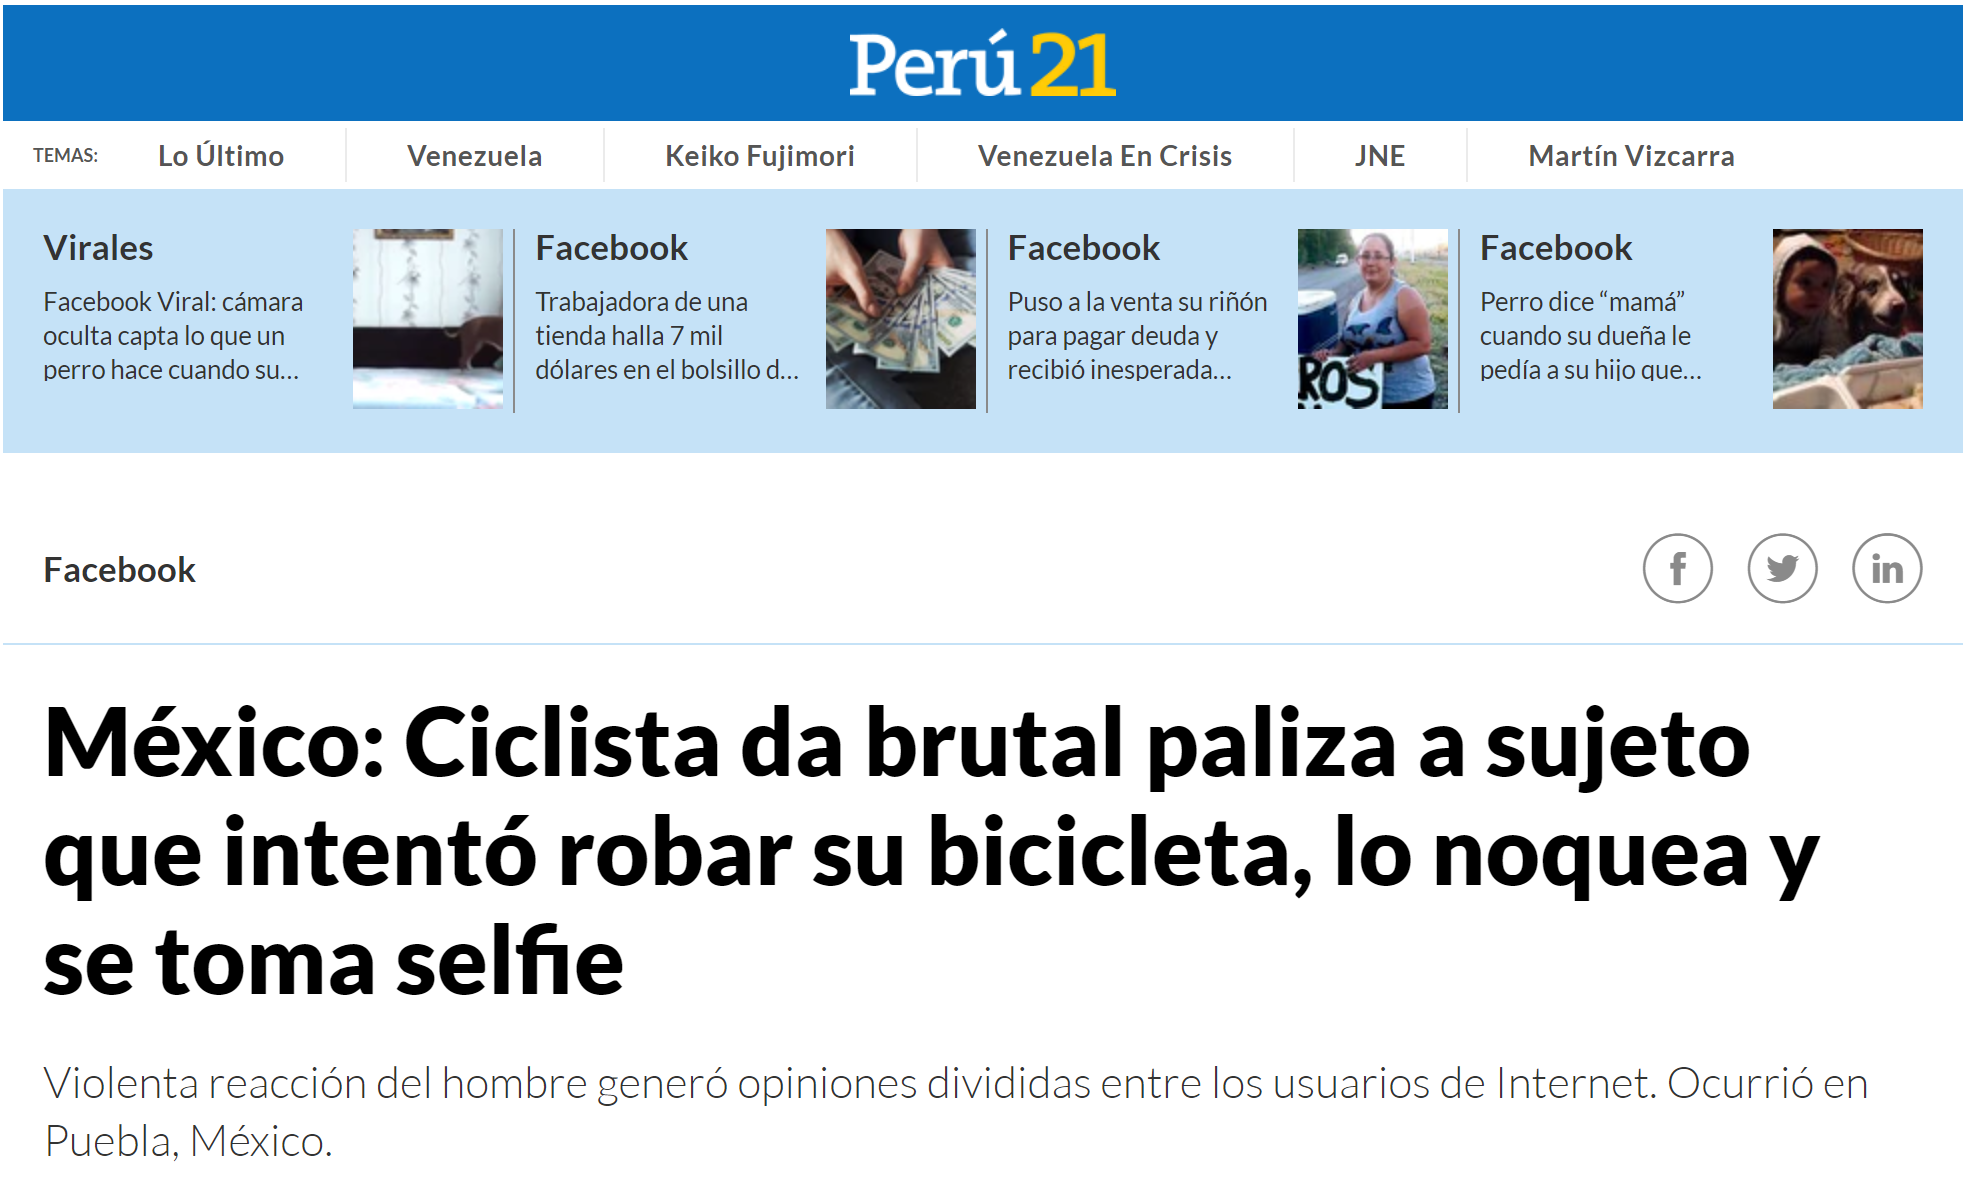 Perú 21
TEMAS: Lo Último Venezuela Keiko Fujimori Venezuela En Crisis JNE Martín Vizcarra
Virales
Facebook Viral: cámara
oculta capta lo que un
perro hace cuando su...
Facebook
Trabajadora de una
tienda halla 7 mil
dólares en el bolsillo d...
Facebook
Puso a la venta su riñón
para pagar deuda y
recibió inesperada...
ROS
Facebook
Perro dice “mamá”
cuando su dueña le
pedía a su hijo que...
Facebook
f
in
México: Ciclista da brutal paliza a sujeto
que intentó robar su bicicleta, lo noquea y
se toma selfie
Violenta reacción del hombre generó opiniones divididas entre los usuarios de Internet. Ocurrió en
Puebla, México.